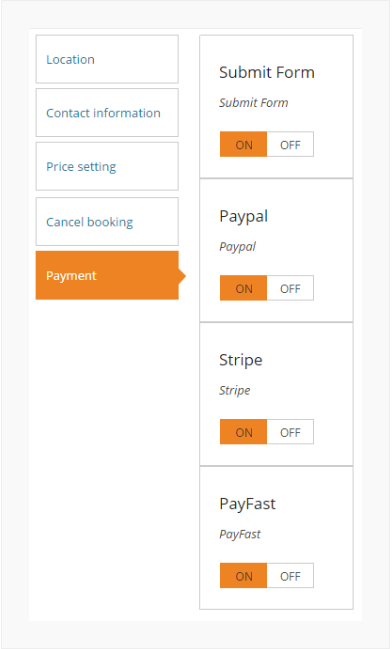 Location
Contact information
Price setting
Cancel booking
Payment
Submit Form
Submit Form
ON OFF
Paypal
Paypal
ON OFF
Stripe
Stripe
ON OFF
PayFast
PayFast
ON OFF